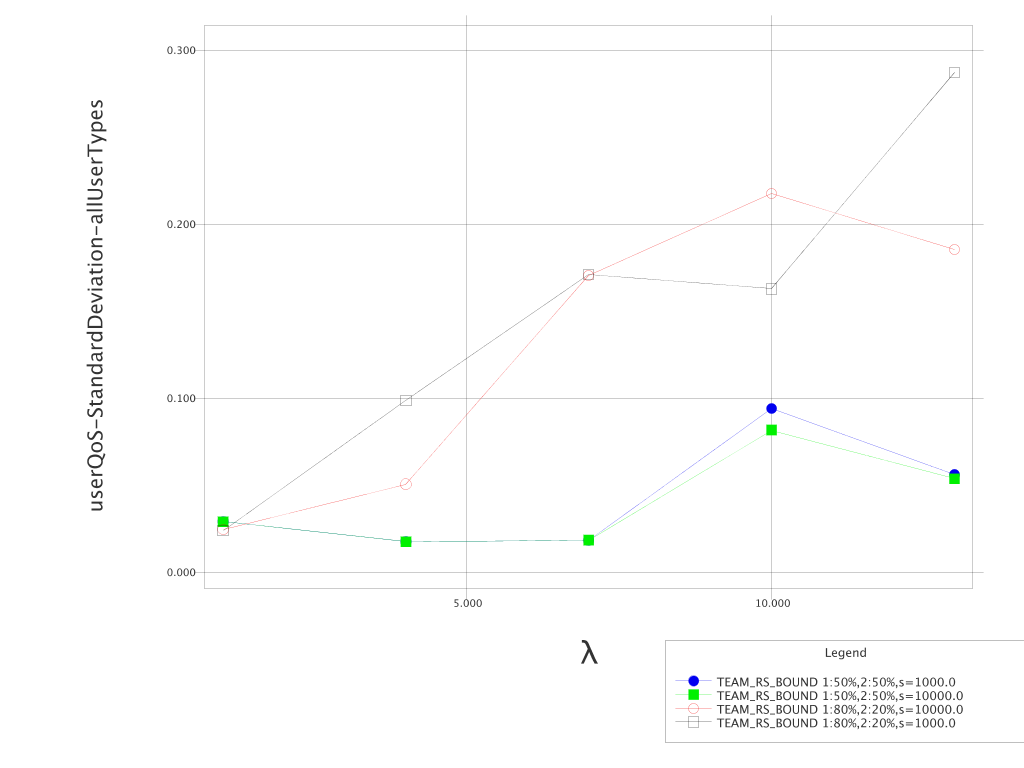 0.300
0.200
0.100
0.000
userQoS-StandardDeviation-allUserTypes
5.000 10.000
λ
Legend
TEAM_RS_BOUND 1:50%,2:50%,s=1000.0
TEAM_RS_BOUND 1:50%,2:50%,s=10000.0
TEAM_RS_BOUND 1:80%,2:20%,s=10000.0
TEAM_RS_BOUND 1:80%,2:20%,s=1000.0